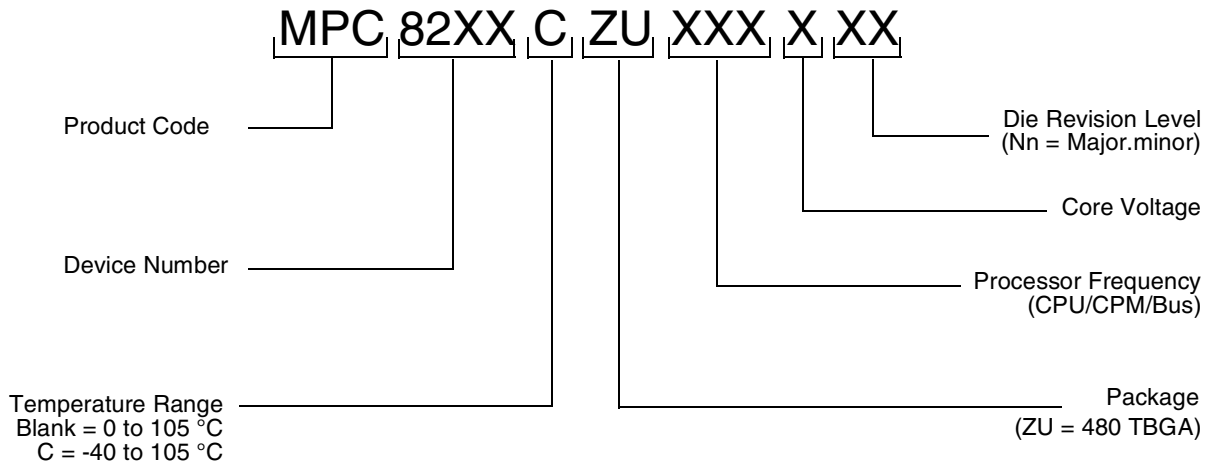 MPC 82XX C ZU XXX X XX
Product Code
Device Number
Temperature Range
Blank = 0 to 105 °C
C = -40 to 105 °C
Die Revision Level
(Nn = Major.minor)
Core Voltage
Processor Frequency
(CPU/CPM/Bus)
Package
(ZU = 480 TBGA)